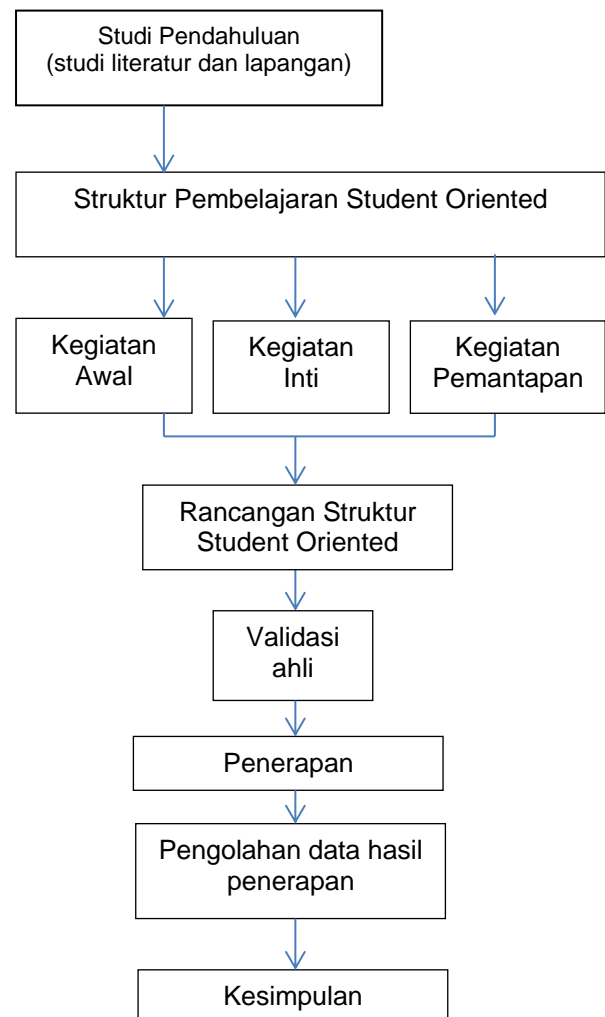 Studi Pendahuluan
(studi literatur dan lapangan)
Struktur Pembelajaran Student Oriented
Kegiatan
Awal
Kegiatan
Inti
Kegiatan
Pemantapan
Rancangan Struktur
Student Oriented
Validasi
ahli
Penerapan
Pengolahan data hasil
penerapan
Kesimpulan